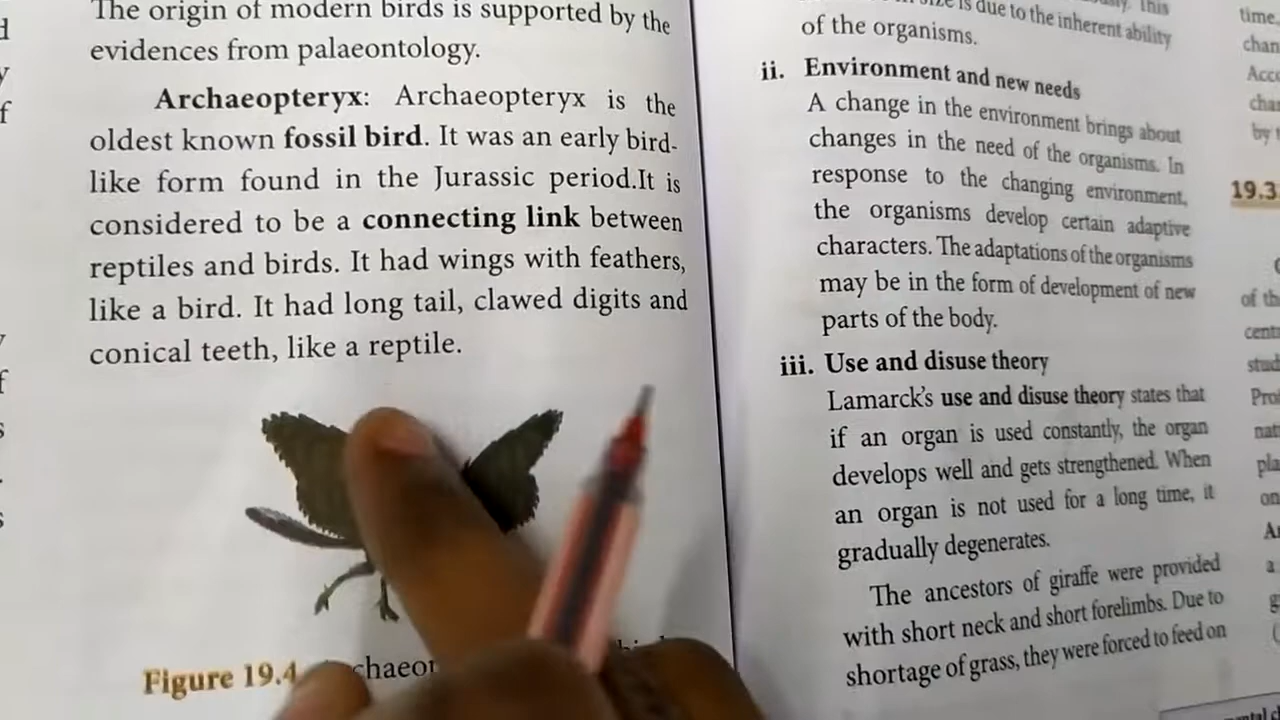 The origin of modern birds is supported by the
evidences from palaeontology.
Archaeopteryx: Archaeopteryx is the
oldest known fossil bird. It was an early bird-
like form found in the Jurassic period.It is
considered to be a connecting link between
reptiles and birds. It had wings with feathers,
like a bird. It had long tail, clawed digits and
conical teeth, like a reptile.
Figure 19.4
is due to the inherent ability
of the organisms.
ii. Environment and new needs
A change in the environment brings about
changes in the need of the organisms. In
response to the changing environment,
the organisms develop certain adaptive
characters. The adaptations of the organisms
may be in the form of development of new
parts of the body.
iii. Use and disuse theory
Lamarck's use and disuse theory states that
if an organ is used constantly, the organ
develops well and gets strengthened. When
an organ is not used for a long time, it
gradually degenerates.
The ancestors of giraffe were provided
with short neck and short forelimbs. Due to
shortage of grass, they were forced to feed on
time
19.3
of